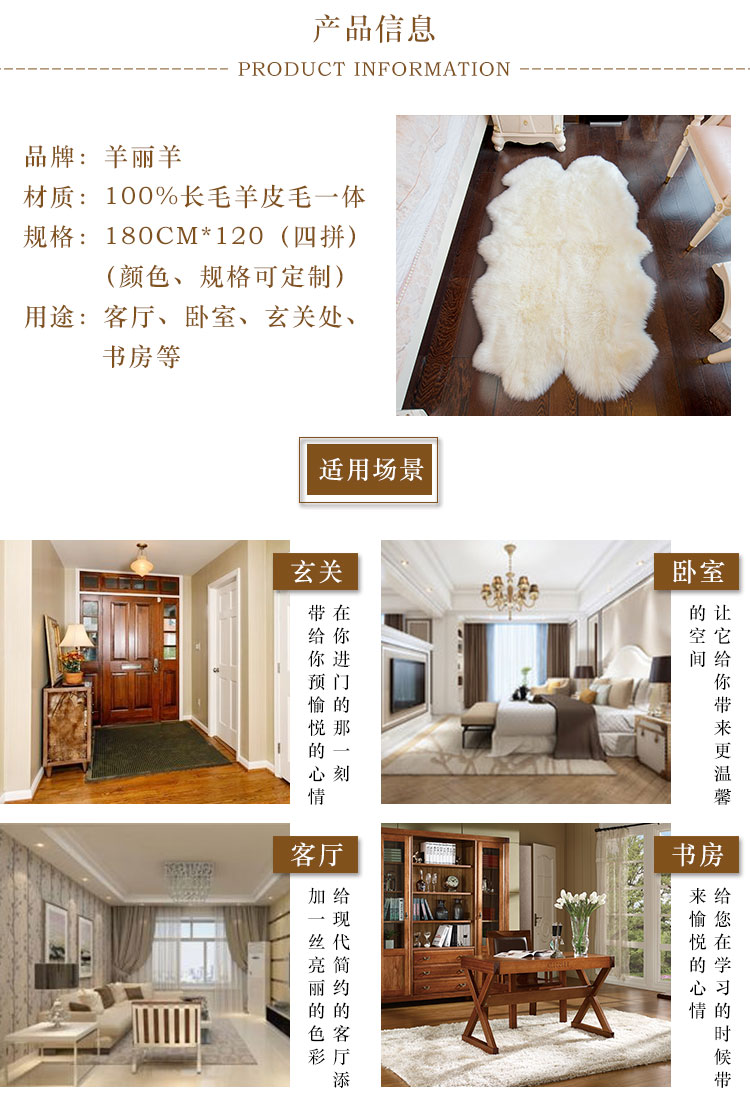 产品信息
PRODUCT INFORMATION
品牌：羊丽羊
材质：100%长毛羊皮毛一体
规格：180CM*120（四拼）
（颜色、规格可定制）
用途：客厅、卧室、玄关处、
书房等
适用场景
玄关
在你进门的那一刻
带给你预愉悦的心情
卧室
让它给你带来更温馨
的空间
客厅
给现代简约的客厅添
加一丝亮丽的色彩
书房
给您在学习的时候带
来愉悦的心情